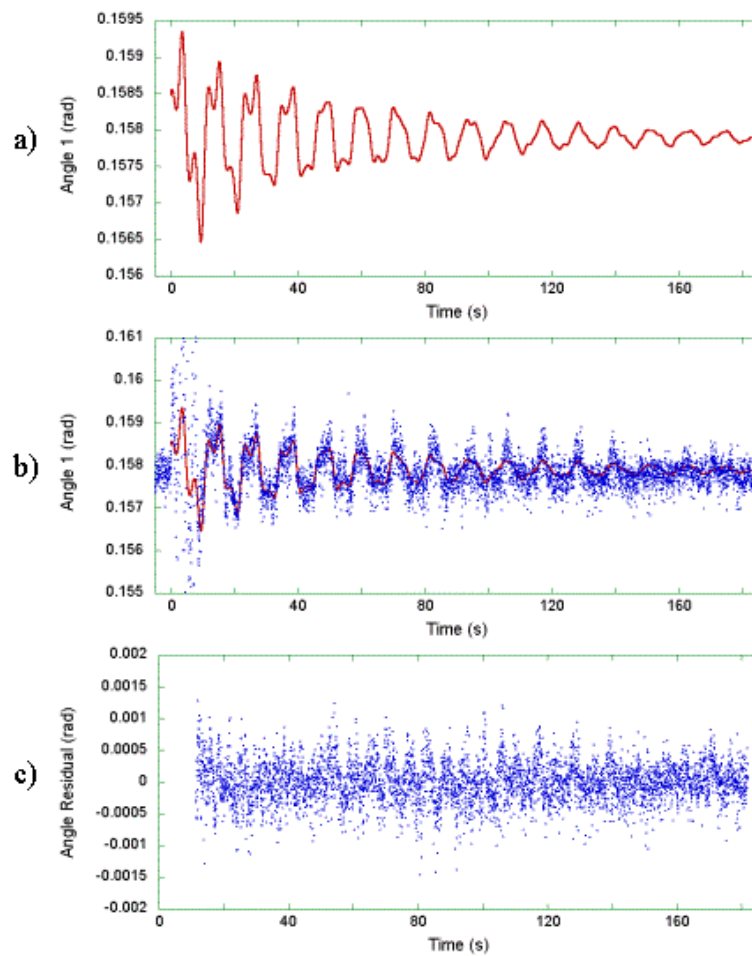 a)
Angle 1 (rad)
0.1595
0.159
0.1585
0.158
0.1575
0.157
0.1565
0.156
0 40 80 120 160
Time (s)
b)
Angle 1 (rad)
0.161
0.16
0.159
0.158
0.157
0.156
0.155
0 40 80 120 160
Time (s)
c)
Angle Residual (rad)
0.002
0.0015
0.001
0.0005
0
-0.0005
-0.001
-0.0015
-0.002
0 40 80 120 160
Time (s)